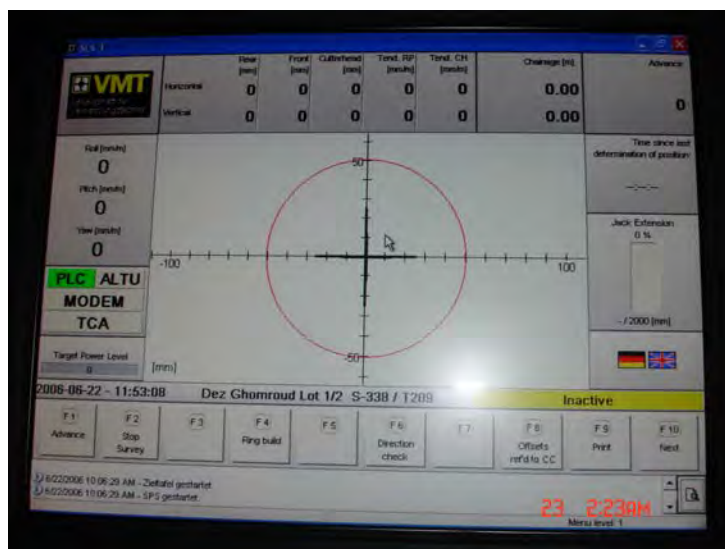 SLS-T
VMT
Rear [mm] Front [mm] Cutterhead [mm] Tend. RP [mm/m] Tend. CH [mm/m] Chainage [m] Advance
Horizontal 0 0 0 0 0 0.00
0
Vertical 0 0 0 0 0 0.00
Roll [mm/m]
0
Pitch [mm/m]
0
Yaw [mm/m]
0
Time since last
determination of position:
--:--:--
Jack Extension
0 %
- / 2000 [mm]
50
-100
100
-50
[mm]
PLC ALTU
MODEM
TCA
Target Power Level
0
2006-06-22 - 11:53:08 Dez Ghomroud Lot 1/2 S-338 / T209 Inactive
F1 Advance
F2 Stop Survey
F3
F4 Ring build
F5
F6 Direction check
F7
F8 Offsets ref'd to CC
F9 Print
F10 Next
6/22/2006 10:06:29 AM - Zieltafel gestartet.
6/22/2006 10:06:29 AM - SPS gestartet.
Menu level: 1
23 2:23AM